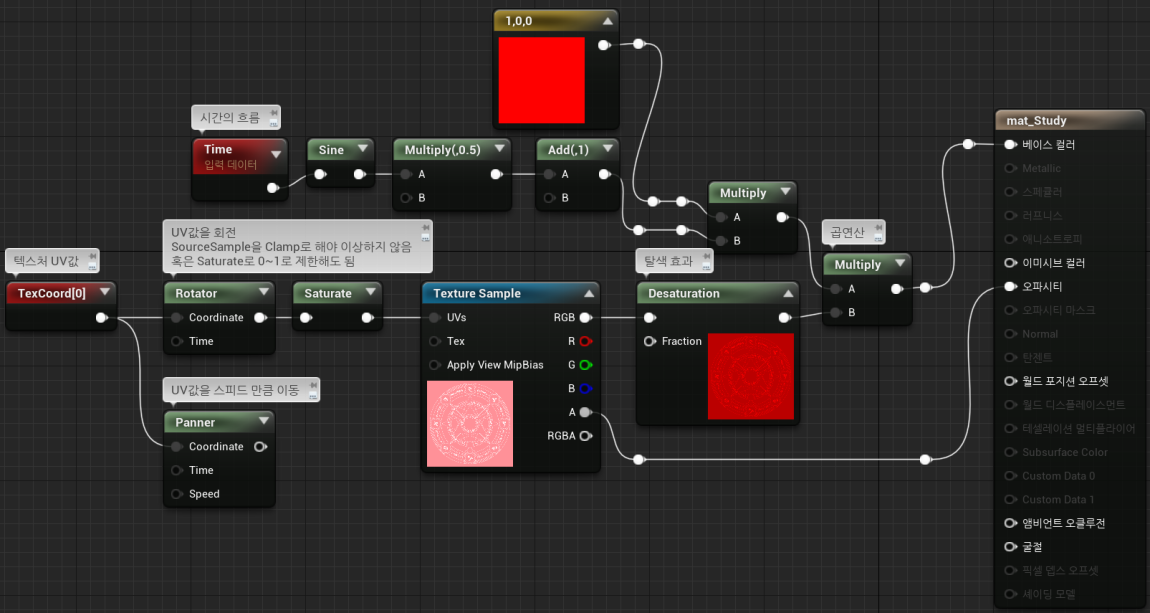 1,0,0
시간의 흐름
Time
입력 데이터
Sine
Multiply(,0.5)
A
B
Add(,1)
A
B
Multiply
A
B
UV값을 회전
SourceSample을 Clamp로 해야 이상하지 않음
혹은 Saturate로 0~1로 제한해도 됨
텍스처 UV값
TexCoord[0]
Rotator
Coordinate
Time
Saturate
Texture Sample
UVs
Tex
Apply View MipBias
RGB
R
G
B
A
RGBA
탈색 효과
Desaturation
Fraction
곱연산
Multiply
A
B
UV값을 스피드 만큼 이동
Panner
Coordinate
Time
Speed
mat_Study
베이스 컬러
Metallic
스페큘러
러프니스
애니소트로피
이미시브 컬러
오파시티
오파시티 마스크
Normal
탄젠트
월드 포지션 오프셋
월드 디스플레이스먼트
테셀레이션 멀티플라이어
Subsurface Color
Custom Data 0
Custom Data 1
앰비언트 오클루전
굴절
픽셀 뎁스 오프셋
셰이딩 모델